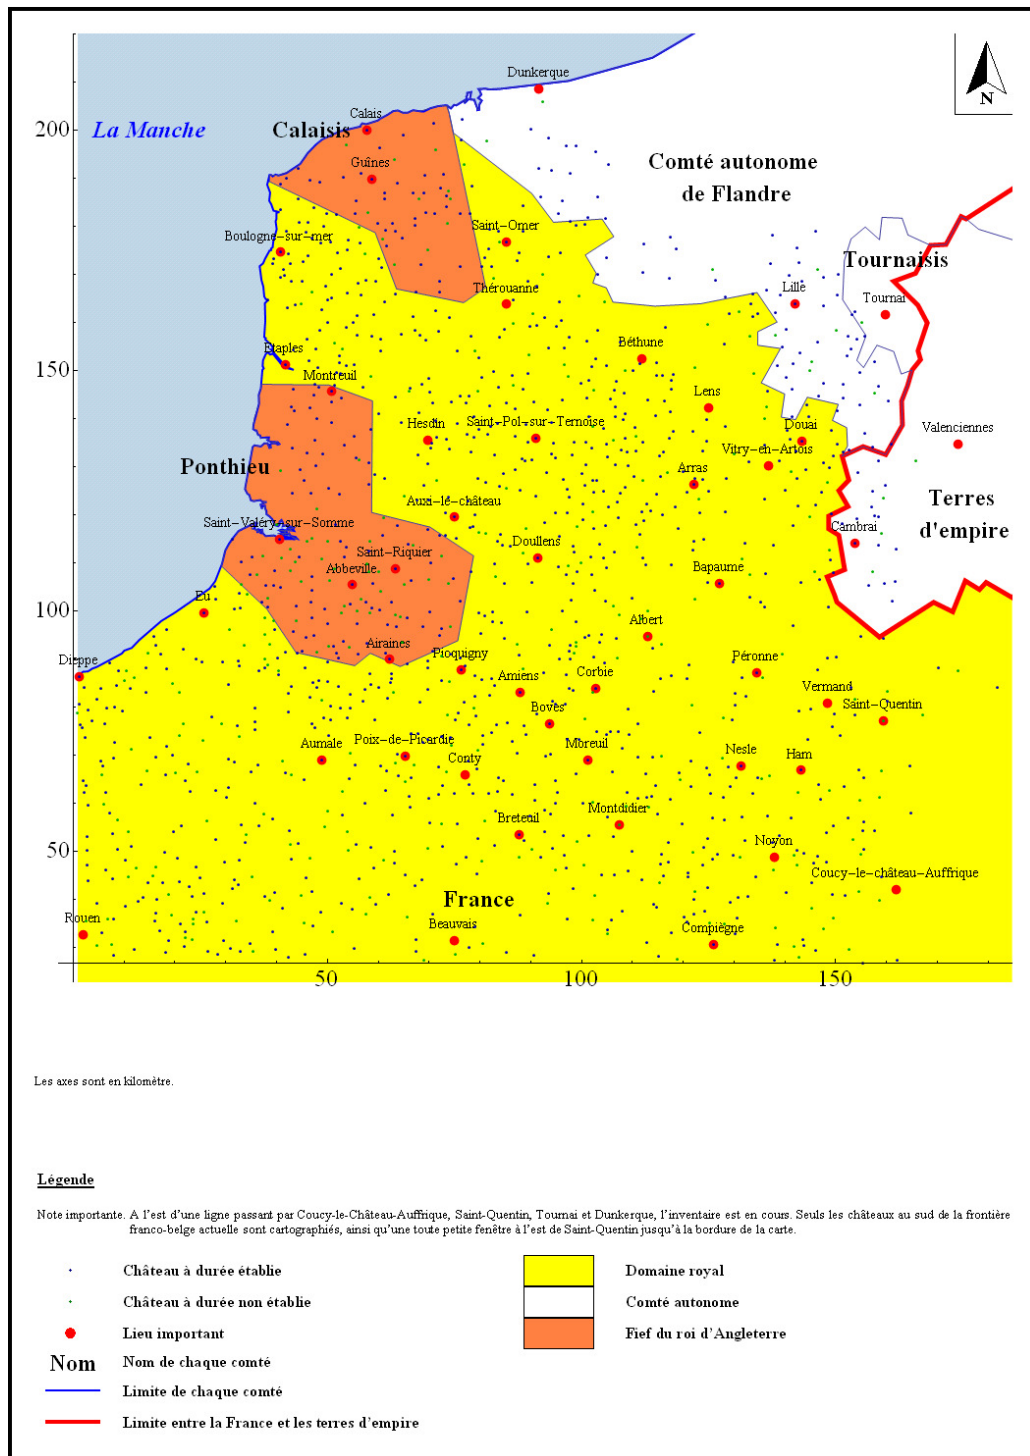 Dunkerque
N
Calais
200
La Manche
Calaisis
Guînes
Comté autonome
de Flandre
Saint-Omer
Boulogne-sur-mer
Tournaisis
Thérouanne
Lille
Tournai
Etaples
Béthune
150
Montreuil
Lens
Hesdin
Saint-Pol-sur-Ternoise
Douai
Valenciennes
Vitry-en-Artois
Ponthieu
Arras
Auxi-le-château
Terres
d'empire
Saint-Valéry-sur-Somme
Cambrai
Saint-Riquier
Doullens
Abbeville
Bapaume
100
Eu
Albert
Airaines
Picquigny
Dieppe
Péronne
Amiens
Corbie
Vermand
Boves
Saint-Quentin
Aumale
Poix-de-Picardie
Conty
Moreuil
Nesle
Ham
Breteuil
Montdidier
50
Noyon
Coucy-le-château-Auffrique
France
Rouen
Beauvais
Compiègne
50
100
150
Les axes sont en kilomètre.
Légende
Note importante. A l'est d'une ligne passant par Coucy-le-Château-Auffrique, Saint-Quentin, Tournai et Dunkerque, l'inventaire est en cours. Seuls les châteaux au sud de la frontière
franco-belge actuelle sont cartographiés, ainsi qu'une toute petite fenêtre à l'est de Saint-Quentin jusqu'à la bordure de la carte.
Château à durée établie
Domaine royal
Château à durée non établie
Comté autonome
Lieu important
Fief du roi d'Angleterre
Nom
Nom de chaque comté
Limite de chaque comté
Limite entre la France et les terres d'empire